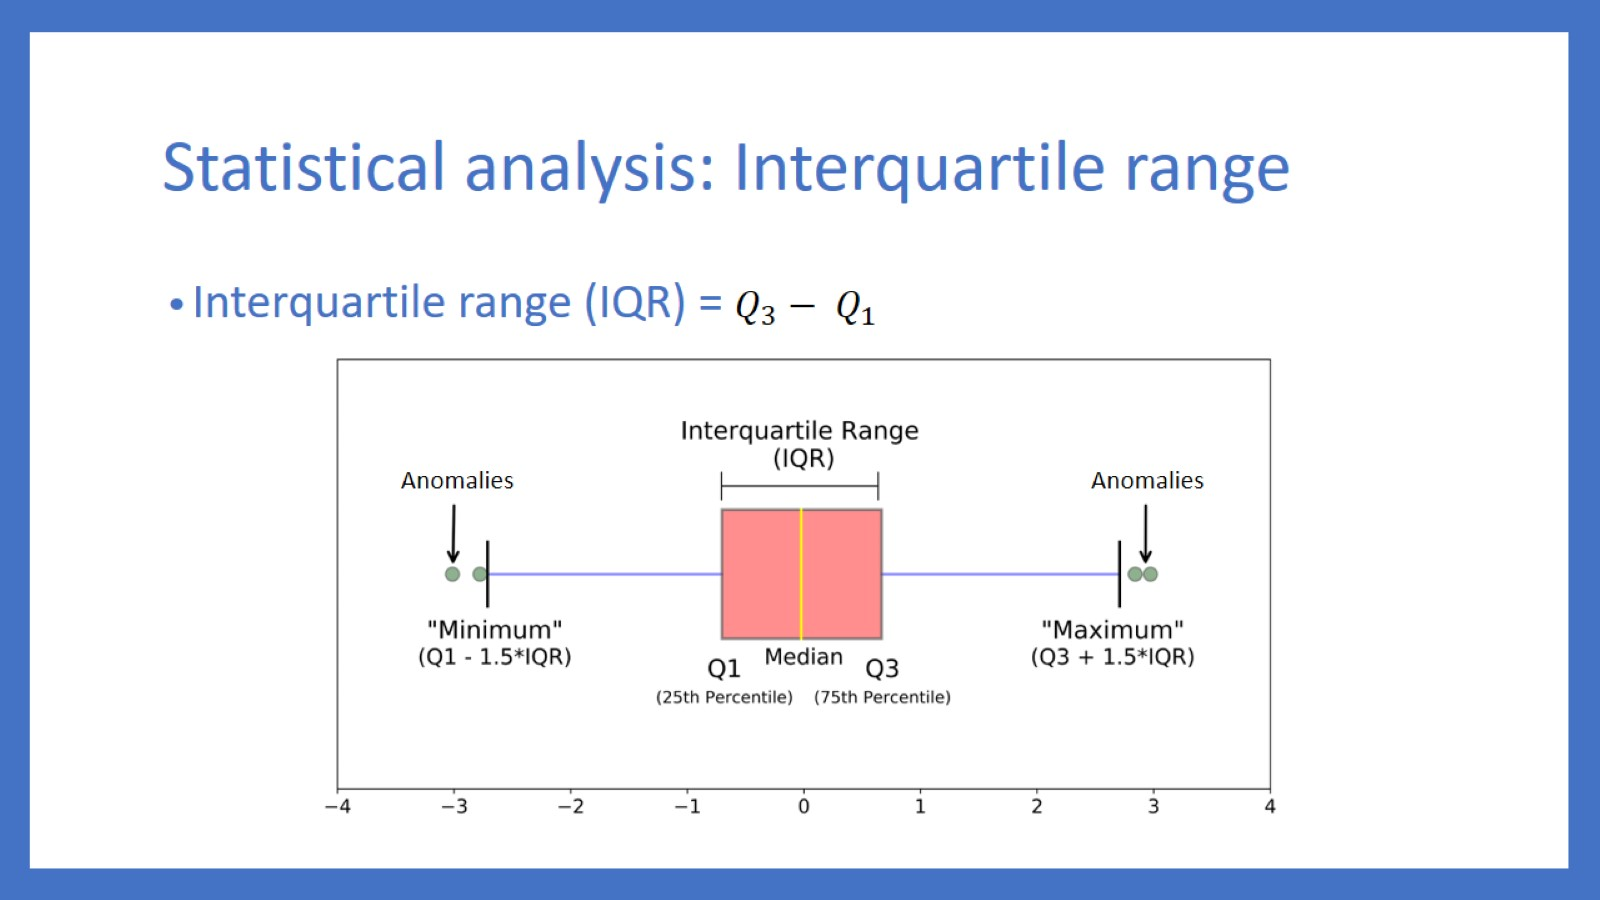 Statistical analysis: Interquartile range
• Interquartile range (IQR) = Q₃ − Q₁
Interquartile Range
(IQR)
Anomalies
Anomalies
"Minimum"
(Q1 - 1.5*IQR)
"Maximum"
(Q3 + 1.5*IQR)
Q1
Median
Q3
(25th Percentile)
(75th Percentile)
−4 −3 −2 −1 0 1 2 3 4